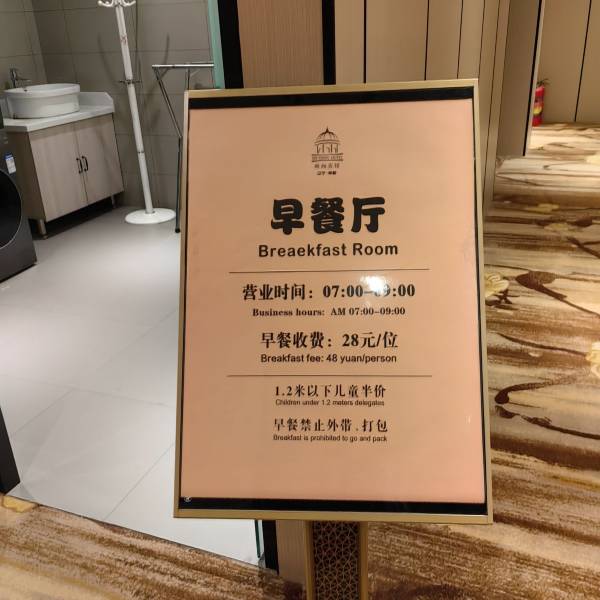 早餐厅
Breaekfast Room
营业时间：07:00-09:00
Business hours: AM 07:00-09:00
早餐收费：28元/位
Breakfast fee: 48 yuan/person
1.2米以下儿童半价
Children under 1.2 meters delegates
早餐禁止外带、打包
Breakfast is prohibited to go and pack